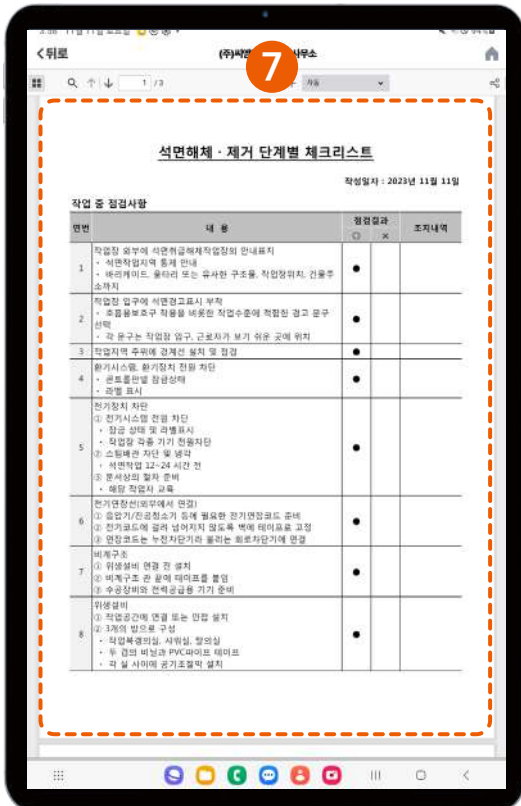 <뒤로
7
1 / 3
자동
석면해체 · 제거 단계별 체크리스트
작성일자 : 2023년 11월 11일
작업 중 점검사항
연번 내 용 점검결과 조치내역
○ ×
1 작업장 외부에 석면취급해체작업장의 안내표지
· 석면작업지역 통제 안내
· 바리케이드, 울타리 또는 유사한 구조물, 작업장위치, 건물주
소까지
2 작업장 입구에 석면경고표시 부착
· 호흡용보호구 착용을 비롯한 작업수준에 적합한 경고 문구
선택
· 각 문구는 작업장 입구, 근로자가 보기 쉬운 곳에 위치
3 작업지역 주위에 경계선 설치 및 점검
4 환기시스템, 환기장치 전원 차단
· 콘트롤판넬 잠금상태
· 라벨 표시
5 전기장치 차단
① 전기시스템 전원 차단
· 잠금 상태 및 라벨표시
· 작업장 각종 기기 전원차단
② 스팀배관 차단 및 냉각
· 석면작업 12~24 시간 전
③ 문서상의 절차 준비
· 해당 작업자 교육
6 전기연장선(외부에서 연결)
① 음압기/진공청소기 등에 필요한 전기연장코드 준비
② 전기코드에 걸려 넘어지지 않도록 벽에 테이프로 고정
③ 연장코드는 누전차단기라 불리는 회로차단기에 연결
7 비계구조
① 위생설비 연결 전 설치
② 비계구조 관 끝에 테이프를 붙임
③ 수공장비와 전력공급용 기기 준비
8 위생설비
① 작업공간에 연결 또는 인접 설치
② 3개의 방으로 구성
· 작업복경의실, 샤워실, 탈의실
· 두 겹의 비닐과 PVC파이프 테이프
· 각 실 사이에 공기조절막 설치